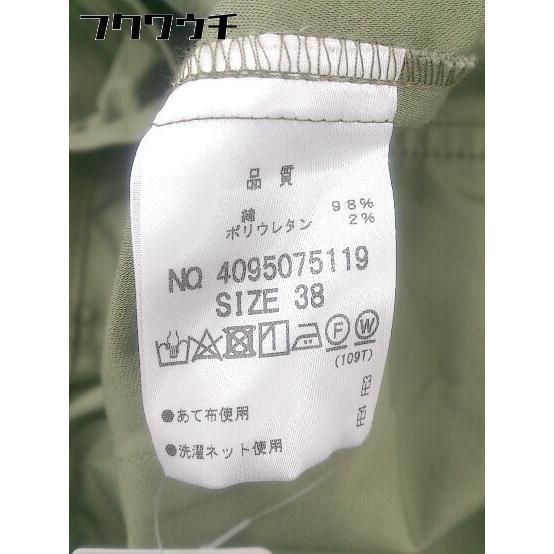 フクワウチ
品質
綿 98%
ポリウレタン 2%
NO 4095075119
SIZE 38
(109T)
●あて布使用
●洗濯ネット使用